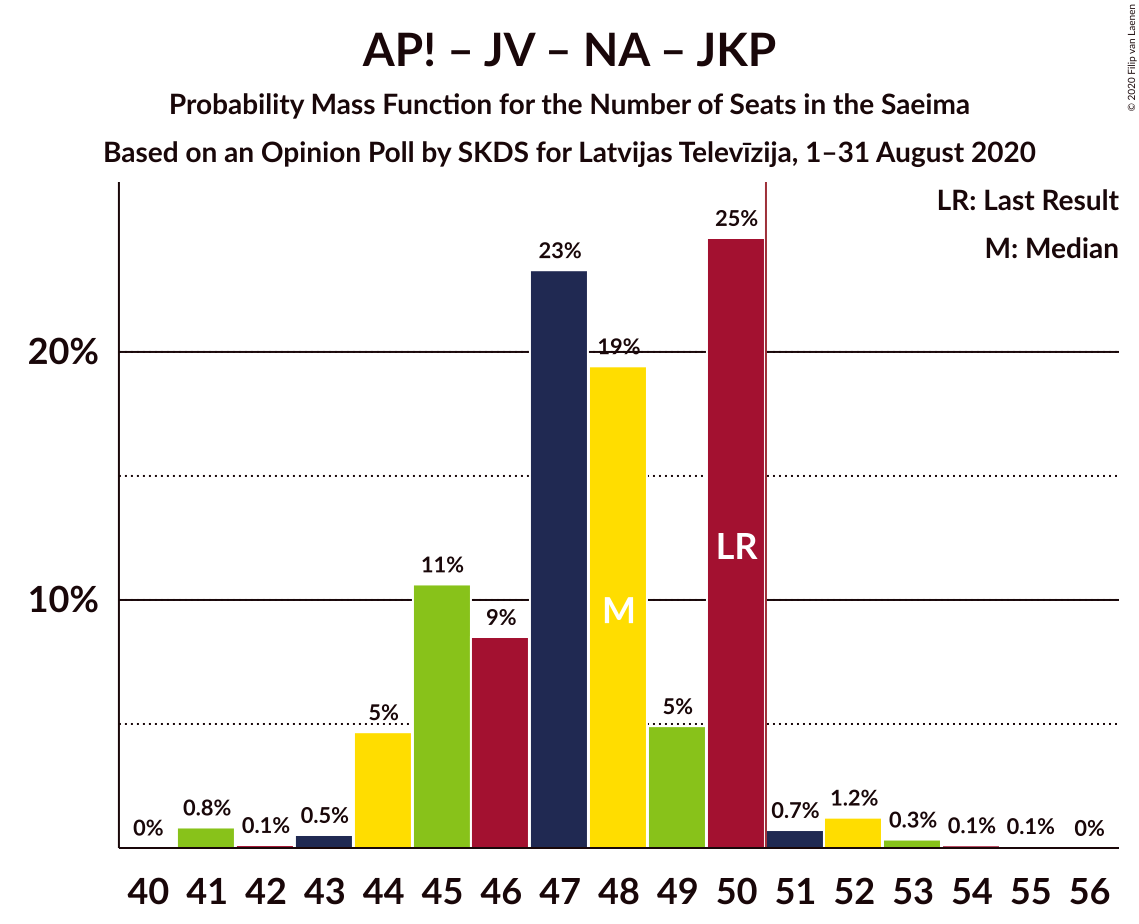 AP! – JV – NA – JKP
Probability Mass Function for the Number of Seats in the Saeima
Based on an Opinion Poll by SKDS for Latvijas Televīzija, 1–31 August 2020
© 2020 Filip van Laenen
LR: Last Result
M: Median
20%
10%
0%
0.8%
0.1%
0.5%
5%
11%
9%
23%
19%
5%
25%
0.7%
1.2%
0.3%
0.1%
0.1%
0%
M
LR
40 41 42 43 44 45 46 47 48 49 50 51 52 53 54 55 56